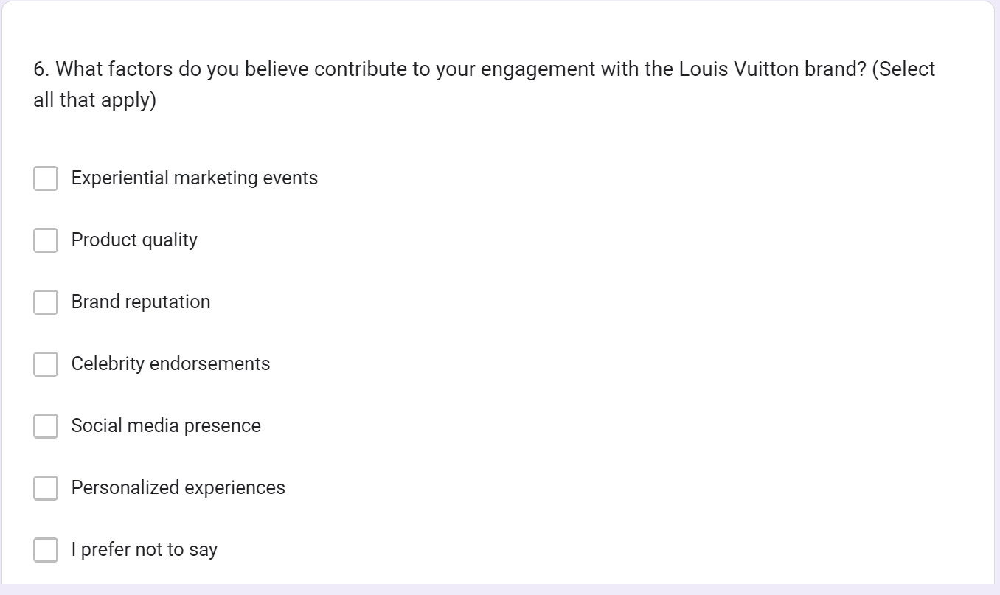 6. What factors do you believe contribute to your engagement with the Louis Vuitton brand? (Select
all that apply)
Experiential marketing events
Product quality
Brand reputation
Celebrity endorsements
Social media presence
Personalized experiences
I prefer not to say